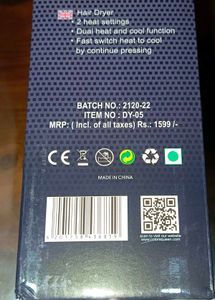 Hair Dryer
• 2 heat settings
• Dual heat and cool function
• Fast switch heat to cool
by continue pressing
BATCH NO. : 2120-22
ITEM NO : DY-05
MRP: ( Incl. of all taxes) Rs.: 1599 /-
CE
MADE IN CHINA